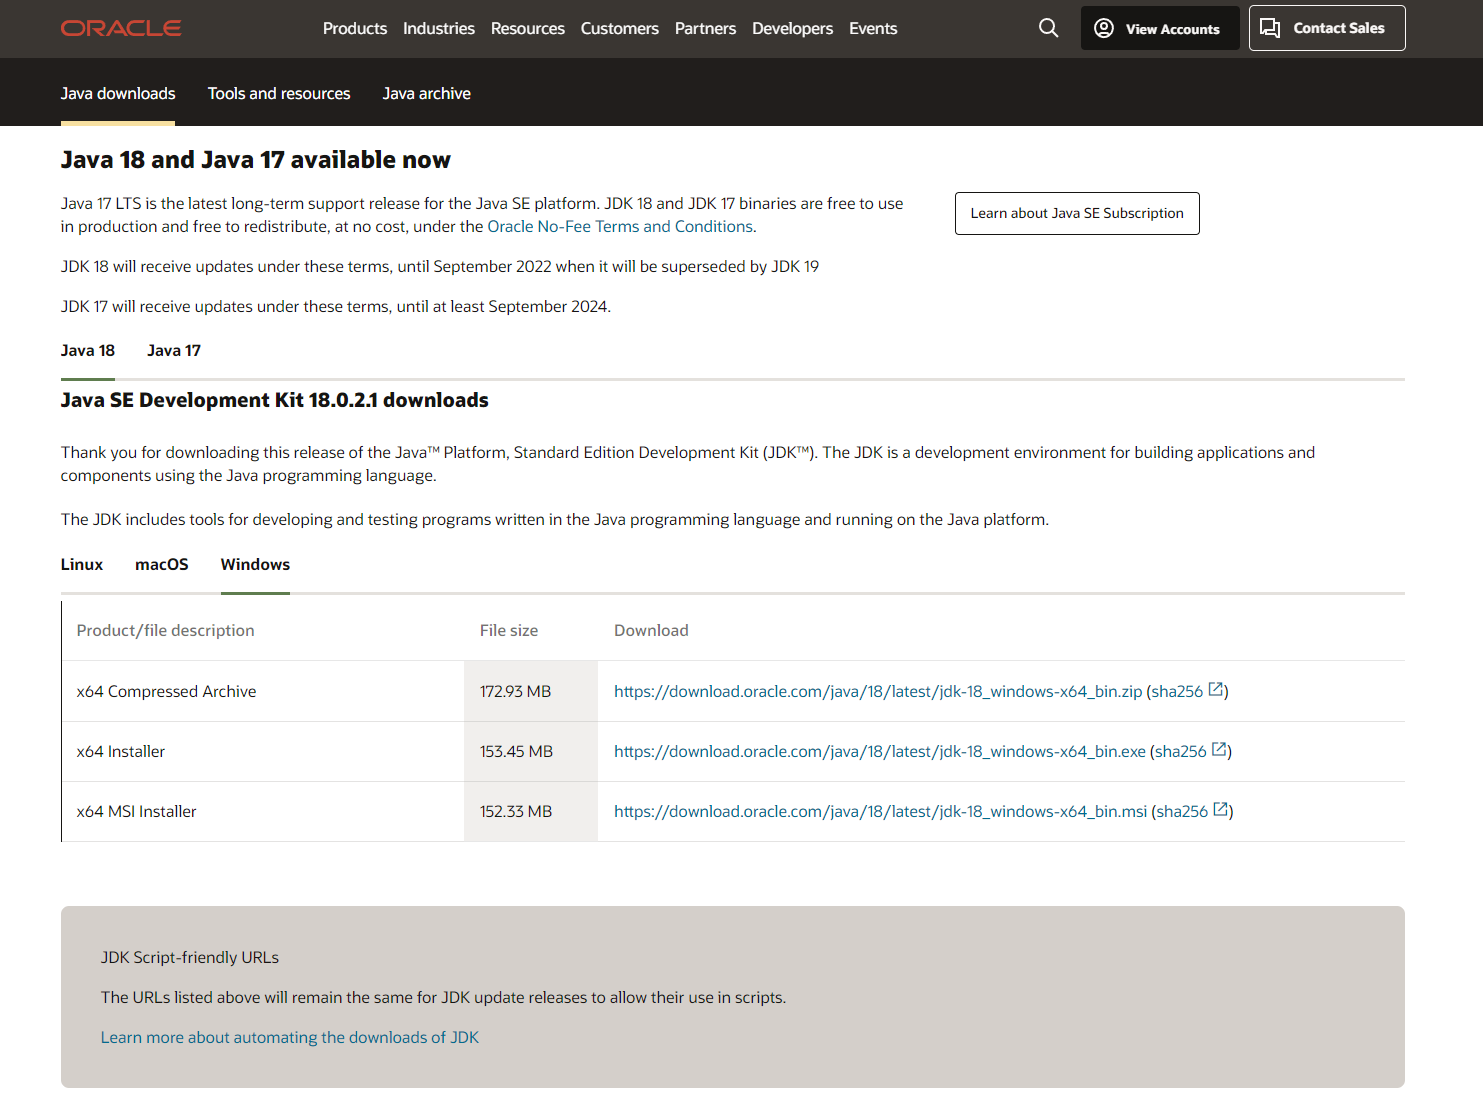 ORACLE
Products Industries Resources Customers Partners Developers Events
View Accounts
Contact Sales
Java downloads Tools and resources Java archive
Java 18 and Java 17 available now
Java 17 LTS is the latest long-term support release for the Java SE platform. JDK 18 and JDK 17 binaries are free to use
in production and free to redistribute, at no cost, under the Oracle No-Fee Terms and Conditions.
Learn about Java SE Subscription
JDK 18 will receive updates under these terms, until September 2022 when it will be superseded by JDK 19
JDK 17 will receive updates under these terms, until at least September 2024.
Java 18 Java 17
Java SE Development Kit 18.0.2.1 downloads
Thank you for downloading this release of the Java™ Platform, Standard Edition Development Kit (JDK™). The JDK is a development environment for building applications and
components using the Java programming language.
The JDK includes tools for developing and testing programs written in the Java programming language and running on the Java platform.
Linux macOS Windows
Product/file description File size Download
x64 Compressed Archive 172.93 MB https://download.oracle.com/java/18/latest/jdk-18_windows-x64_bin.zip (sha256)
x64 Installer 153.45 MB https://download.oracle.com/java/18/latest/jdk-18_windows-x64_bin.exe (sha256)
x64 MSI Installer 152.33 MB https://download.oracle.com/java/18/latest/jdk-18_windows-x64_bin.msi (sha256)
JDK Script-friendly URLs
The URLs listed above will remain the same for JDK update releases to allow their use in scripts.
Learn more about automating the downloads of JDK